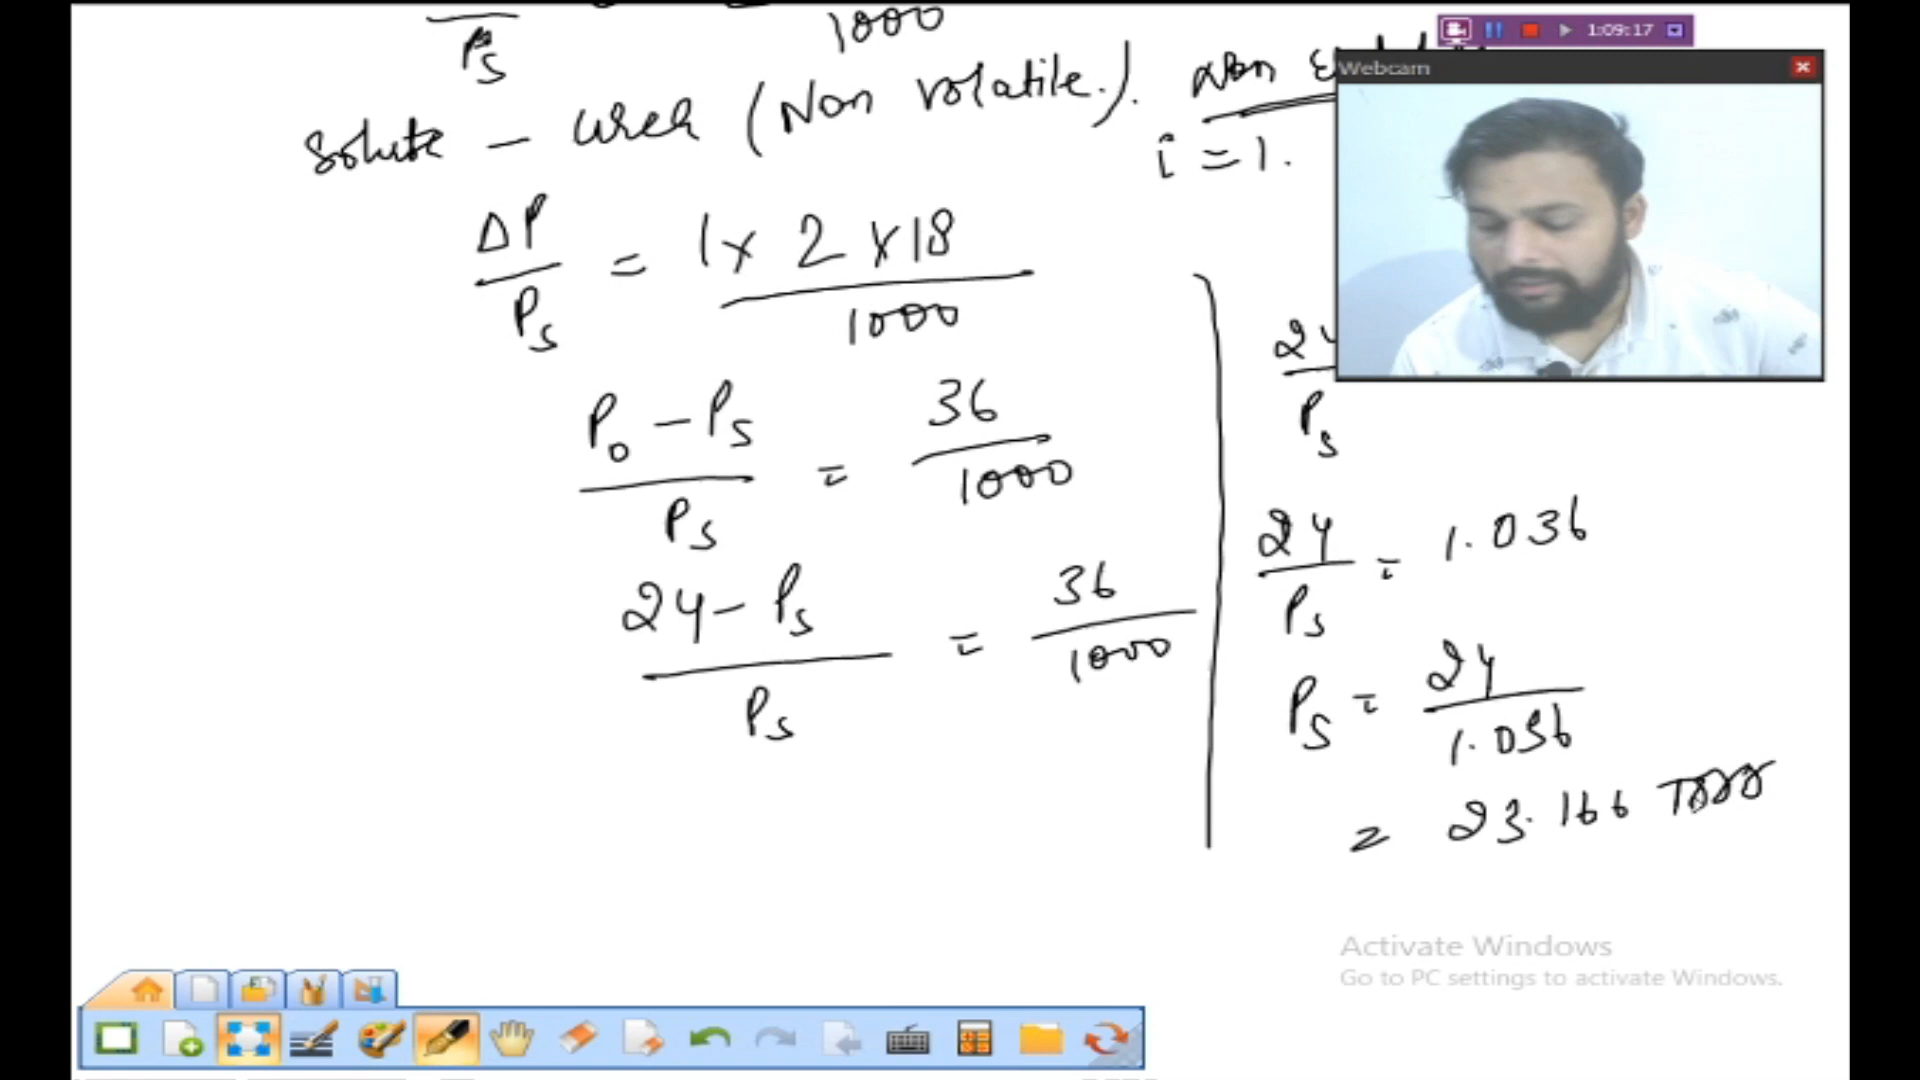 Ps
1000
1:09:17
Webcam
Solute - Urea (Non Volatile.). Non
i = 1.
ΔP / Ps = 1 x 2 x 18 / 1000
P₀ - Ps / Ps = 36 / 1000
24 - Ps / Ps = 36 / 1000
24 / Ps
24 / Ps = 1.036
Ps = 24 / 1.036
= 23.166 Torr
Activate Windows
Go to PC settings to activate Windows.